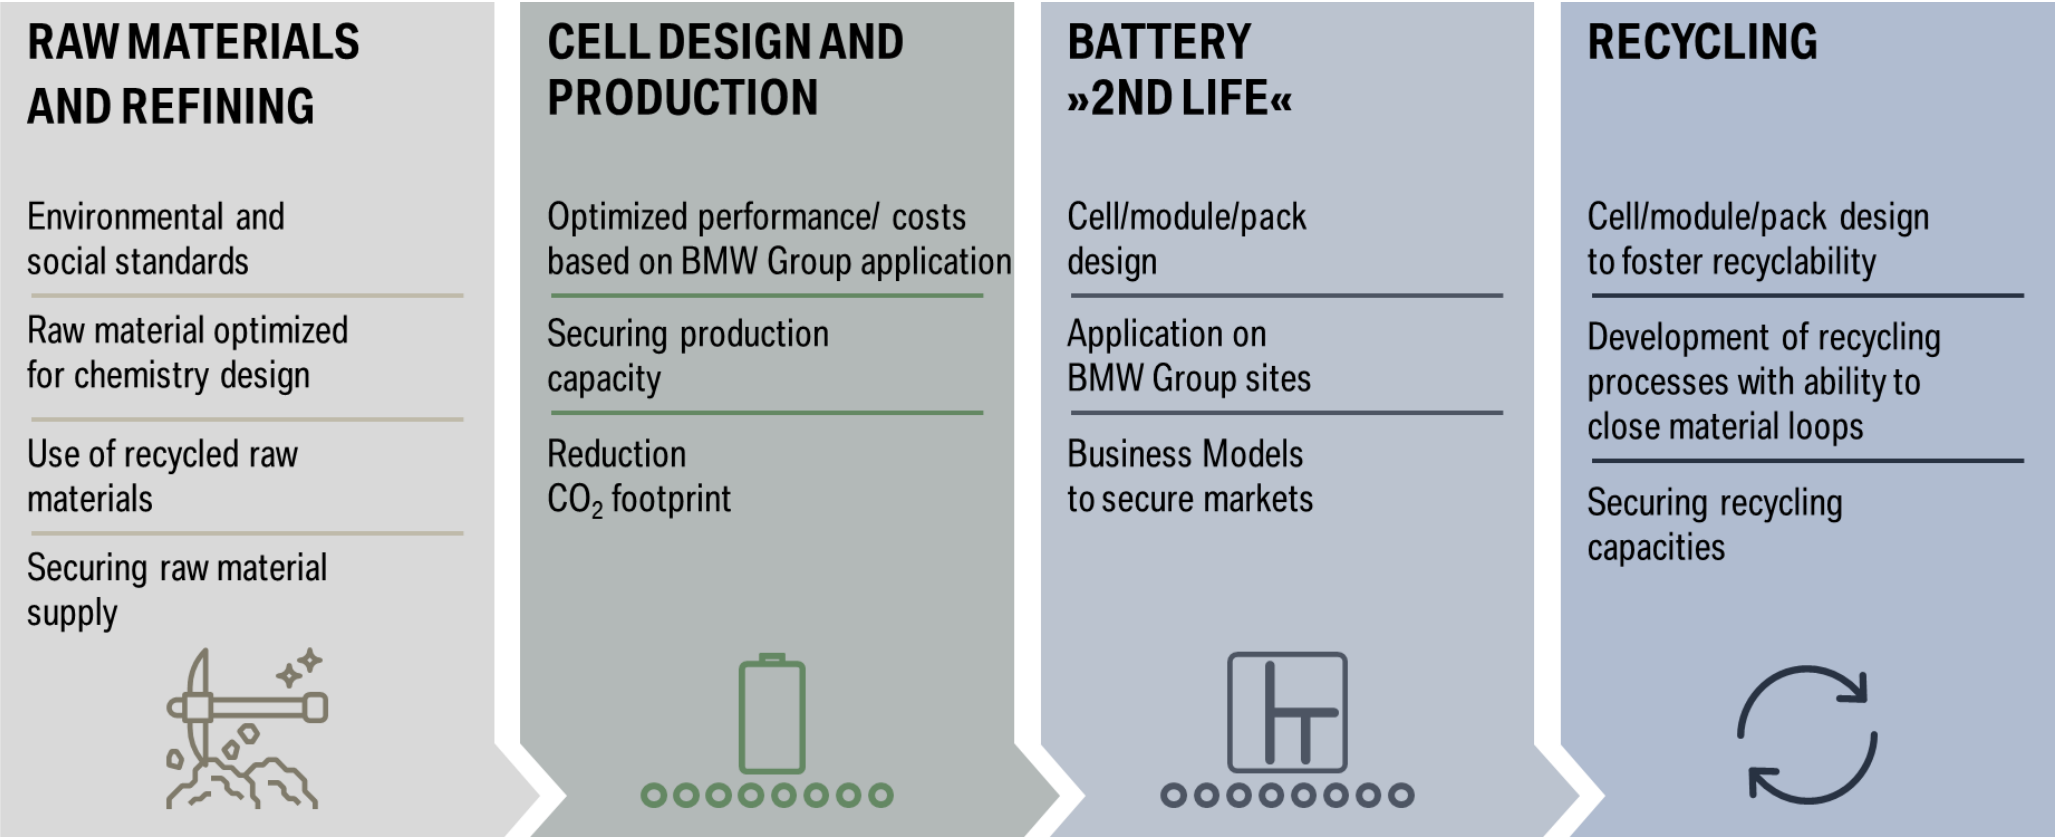 RAW MATERIALS
AND REFINING
Environmental and
social standards
Raw material optimized
for chemistry design
Use of recycled raw
materials
Securing raw material
supply
CELL DESIGN AND
PRODUCTION
Optimized performance/ costs
based on BMW Group application
Securing production
capacity
Reduction
CO₂ footprint
BATTERY
»2ND LIFE«
Cell/module/pack
design
Application on
BMW Group sites
Business Models
to secure markets
RECYCLING
Cell/module/pack design
to foster recyclability
Development of recycling
processes with ability to
close material loops
Securing recycling
capacities